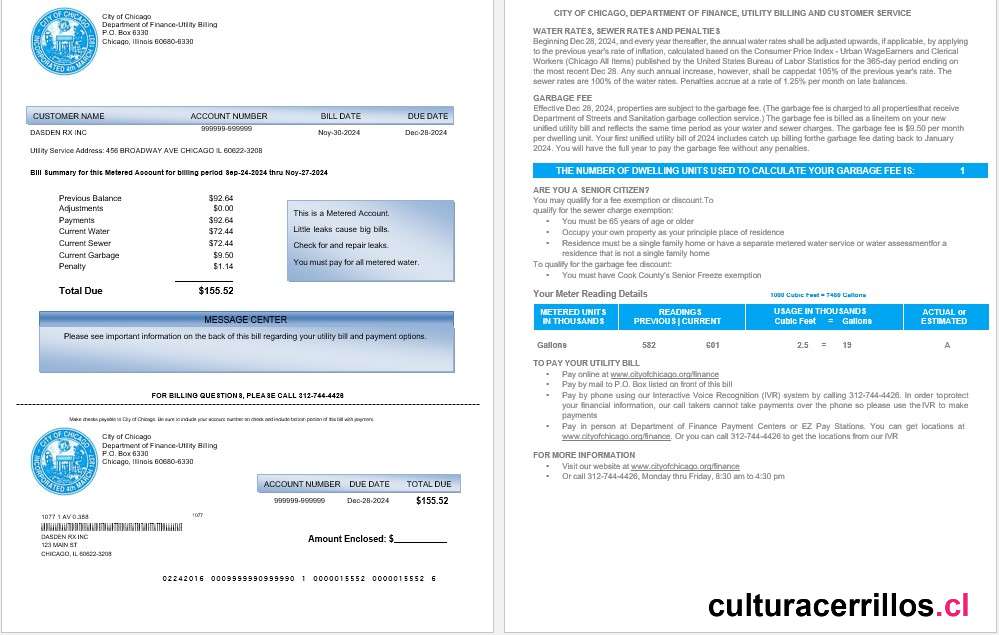 City of Chicago
Department of Finance-Utility Billing
P.O. Box 6330
Chicago, Illinois 60680-6330
CUSTOMER NAME ACCOUNT NUMBER BILL DATE DUE DATE
DASDEN RX INC 999999-999999 Nov-30-2024 Dec-28-2024
Utility Service Address: 456 BROADWAY AVE CHICAGO IL 60622-3208
Bill Summary for this Metered Account for billing period Sep-24-2024 thru Nov-27-2024
Previous Balance $92.64
Adjustments $0.00
Payments $92.64
Current Water $72.44
Current Sewer $72.44
Current Garbage $9.50
Penalty $1.14
Total Due $155.52
This is a Metered Account.
Little leaks cause big bills.
Check for and repair leaks.
You must pay for all metered water.
MESSAGE CENTER
Please see important information on the back of this bill regarding your utility bill and payment options.
FOR BILLING QUESTIONS, PLEASE CALL 312-744-4426
Make checks payable to City of Chicago. Be sure to include your account number on check and include bottom portion of this bill with payment.
City of Chicago
Department of Finance-Utility Billing
P.O. Box 6330
Chicago, Illinois 60680-6330
ACCOUNT NUMBER DUE DATE TOTAL DUE
999999-999999 Dec-28-2024 $155.52
1077 1 AV 0.388 1077
DASDEN RX INC
123 MAIN ST
CHICAGO, IL 60622-3208
Amount Enclosed: $
02242016 0009999990999990 1 0000015552 0000015552 6
CITY OF CHICAGO, DEPARTMENT OF FINANCE, UTILITY BILLING AND CUSTOMER SERVICE
WATER RATES, SEWER RATES AND PENALTIES
Beginning Dec 28, 2024, and every year thereafter, the annual water rates shall be adjusted upwards, if applicable, by applying
to the previous year's rate of inflation, calculated based on the Consumer Price Index - Urban WageEarners and Clerical
Workers (Chicago All Items) published by the United States Bureau of Labor Statistics for the 365-day period ending on
the most recent Dec 28. Any such annual increase, however, shall be cappedat 105% of the previous year's rate. The
sewer rates are 100% of the water rates. Penalties accrue at a rate of 1.25% per month on late balances.
GARBAGE FEE
Effective Dec 28, 2024, properties are subject to the garbage fee. (The garbage fee is charged to all propertiesthat receive
Department of Streets and Sanitation garbage collection service.) The garbage fee is billed as a lineitem on your new
unified utility bill and reflects the same time period as your water and sewer charges. The garbage fee is $9.50 per month
per dwelling unit. Your first unified utility bill of 2024 includes catch up billing forthe garbage fee dating back to January
2024. You will have the full year to pay the garbage fee without any penalties.
THE NUMBER OF DWELLING UNITS USED TO CALCULATE YOUR GARBAGE FEE IS: 1
ARE YOU A SENIOR CITIZEN?
You may qualify for a fee exemption or discount.To
qualify for the sewer charge exemption:
• You must be 65 years of age or older
• Occupy your own property as your principle place of residence
• Residence must be a single family home or have a separate metered water service or water assessmentfor a
residence that is not a single family home
To qualify for the garbage fee discount:
• You must have Cook County's Senior Freeze exemption
Your Meter Reading Details 1000 Cubic Feet = 7480 Gallons
METERED UNITS READINGS USAGE IN THOUSANDS ACTUAL or
IN THOUSANDS PREVIOUS | CURRENT Cubic Feet = Gallons ESTIMATED
Gallons 582 601 2.5 = 19 A
TO PAY YOUR UTILITY BILL
• Pay online at www.cityofchicago.org/finance
• Pay by mail to P.O. Box listed on front of this bill
• Pay by phone using our Interactive Voice Recognition (IVR) system by calling 312-744-4426. In order toprotect
your financial information, our call takers cannot take payments over the phone so please use the IVR to make
payments
• Pay in person at Department of Finance Payment Centers or EZ Pay Stations. You can get locations at
www.cityofchicago.org/finance. Or you can call 312-744-4426 to get the locations from our IVR
FOR MORE INFORMATION
• Visit our website at www.cityofchicago.org/finance
• Or call 312-744-4426, Monday thru Friday, 8:30 am to 4:30 pm
culturacerrillos.cl